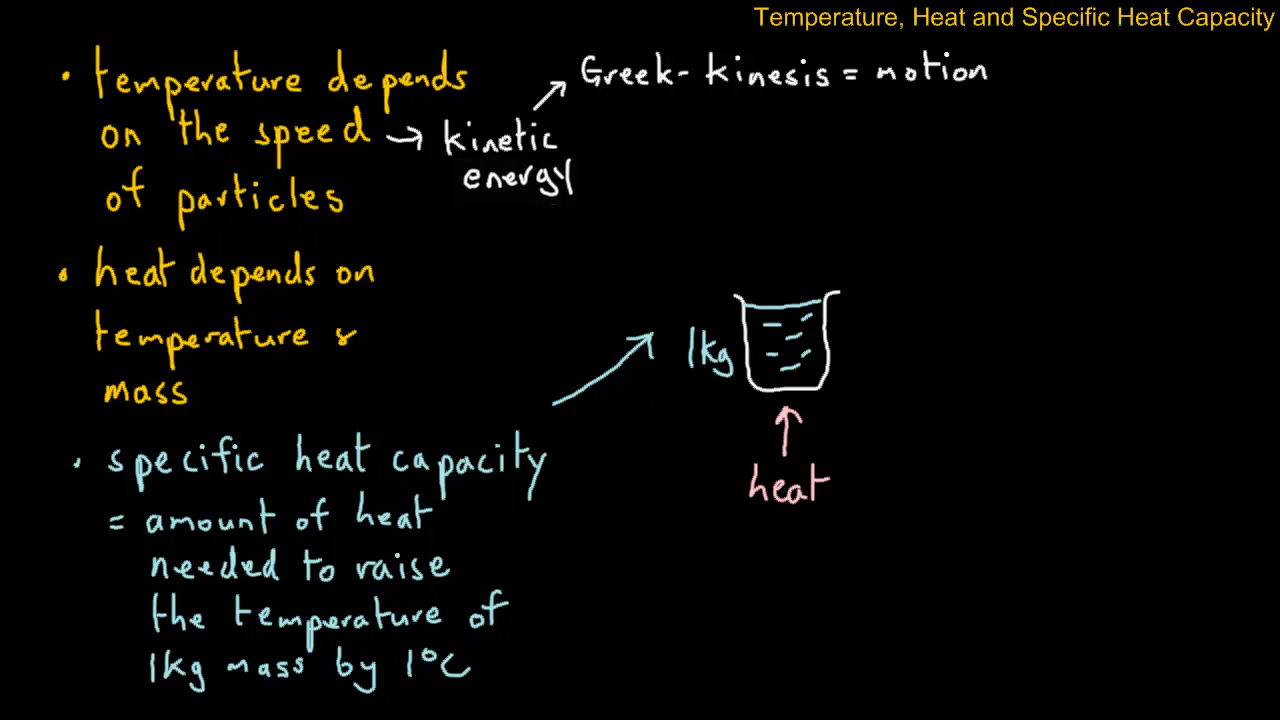 Temperature, Heat and Specific Heat Capacity
• temperature depends
on the speed
of particles
→ kinetic
energy
Greek - kinesis = motion
• heat depends on
temperature &
mass
• specific heat capacity
= amount of heat
needed to raise
the temperature of
1kg mass by 1°C
1kg
heat